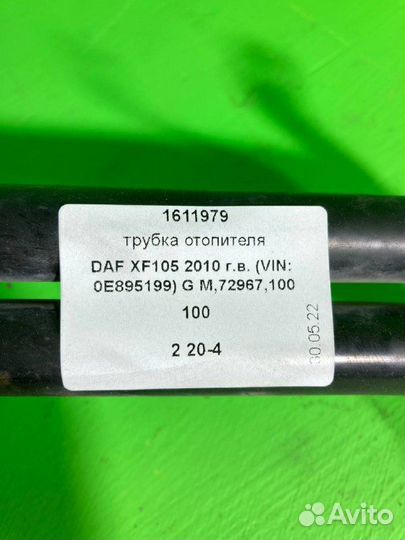 1611979
трубка отопителя
DAF XF105 2010 г.в. (VIN:
0E895199) G M,72967,100
100
2 20-4
30.05.22
Avito